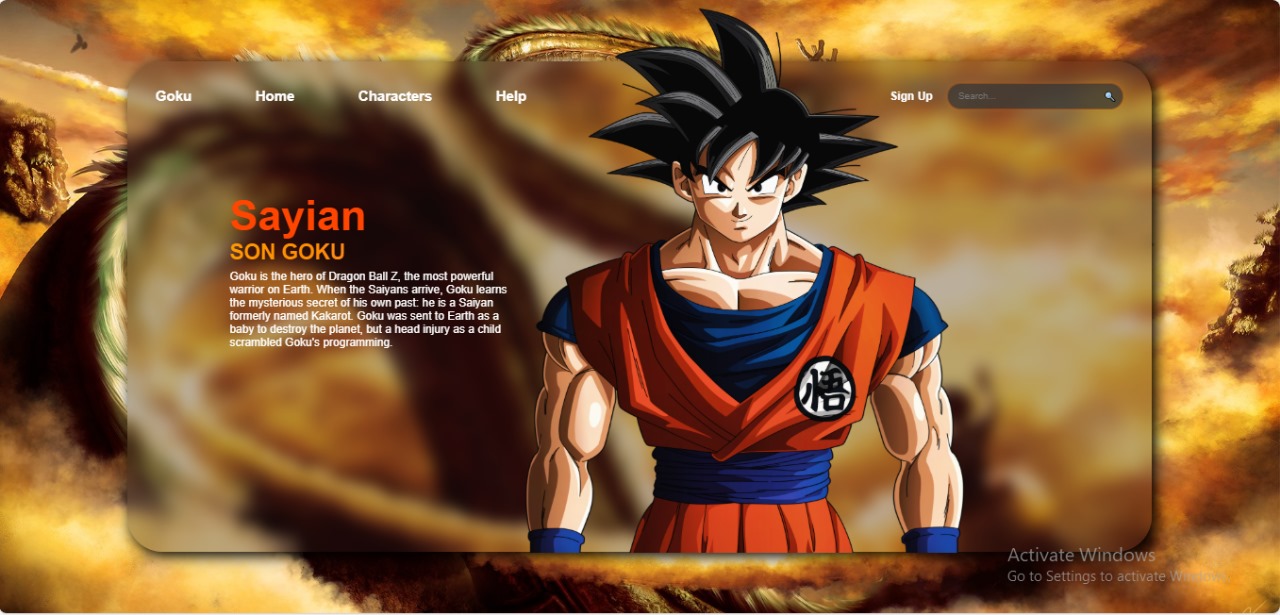 Goku Home Characters Help Sign Up Search...
Sayian
SON GOKU
Goku is the hero of Dragon Ball Z, the most powerful
warrior on Earth. When the Saiyans arrive, Goku learns
the mysterious secret of his own past: he is a Saiyan
formerly named Kakarot. Goku was sent to Earth as a
baby to destroy the planet, but a head injury as a child
scrambled Goku's programming.
悟
Activate Windows
Go to Settings to activate Windows.